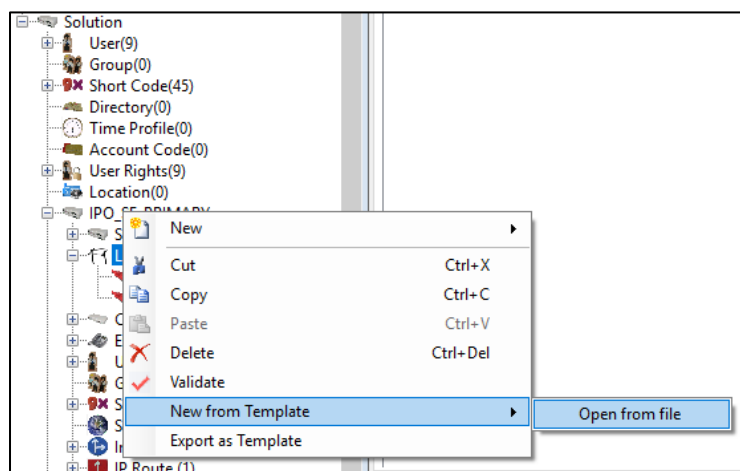 Solution
User(9)
Group(0)
Short Code(45)
Directory(0)
Time Profile(0)
Account Code(0)
User Rights(9)
Location(0)
New
Cut Ctrl+X
Copy Ctrl+C
Paste Ctrl+V
Delete Ctrl+Del
Validate
New from Template
Open from file
Export as Template
IP Route (1)